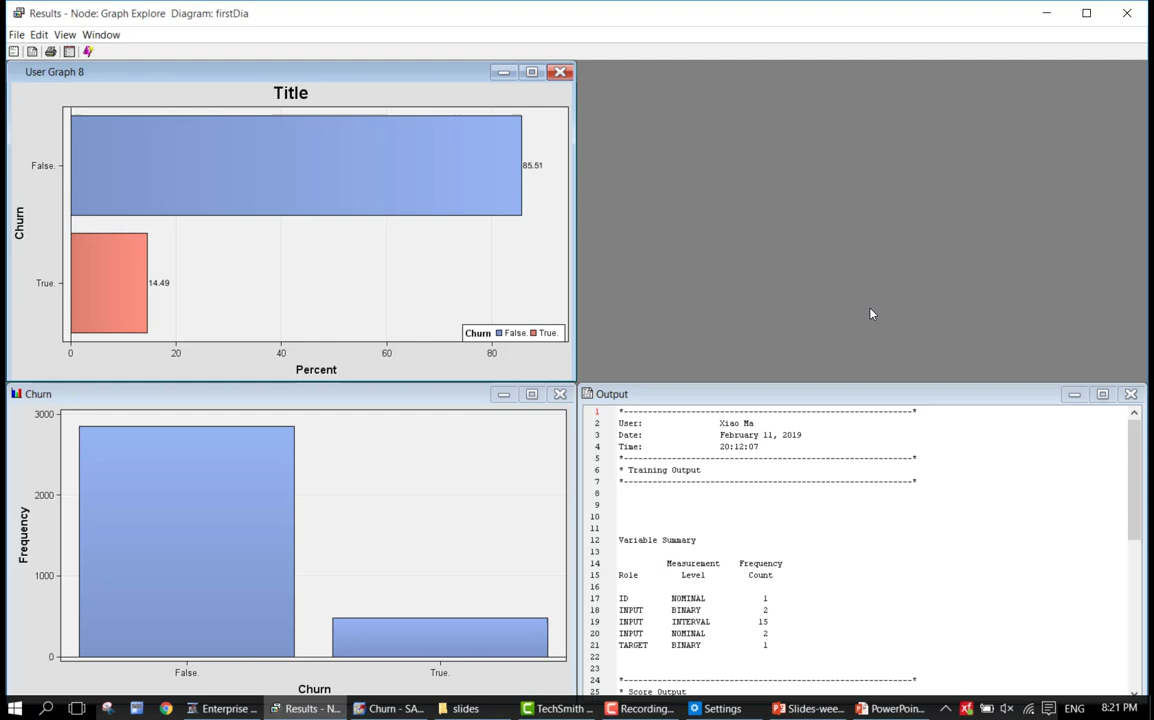 Results - Node: Graph Explore  Diagram: firstDia
File  Edit  View  Window
User Graph 8
Title
False.
85.51
Churn
True.
14.49
Churn  False.  True.
0  20  40  60  80
Percent
Churn
3000
2000
1000
0
Frequency
False.  True.
Churn
Output
1  *------------------------------------------------------------*
2  User:                Xiao Ma
3  Date:                February 11, 2019
4  Time:                20:12:07
5  *------------------------------------------------------------*
6  * Training Output
7  *------------------------------------------------------------*
8
9
10
11
12  Variable Summary
13
14          Measurement    Frequency
15  Role       Level         Count
16
17  ID        NOMINAL          1
18  INPUT     BINARY           2
19  INPUT     INTERVAL        15
20  INPUT     NOMINAL          2
21  TARGET    BINARY           1
22
23
24  *------------------------------------------------------------*
25  * Score Output
Enterprise ...  Results - N...  Churn - SA...  slides  TechSmith ...  Recording...  Settings  Slides-wee...  PowerPoin...  ENG  8:21 PM